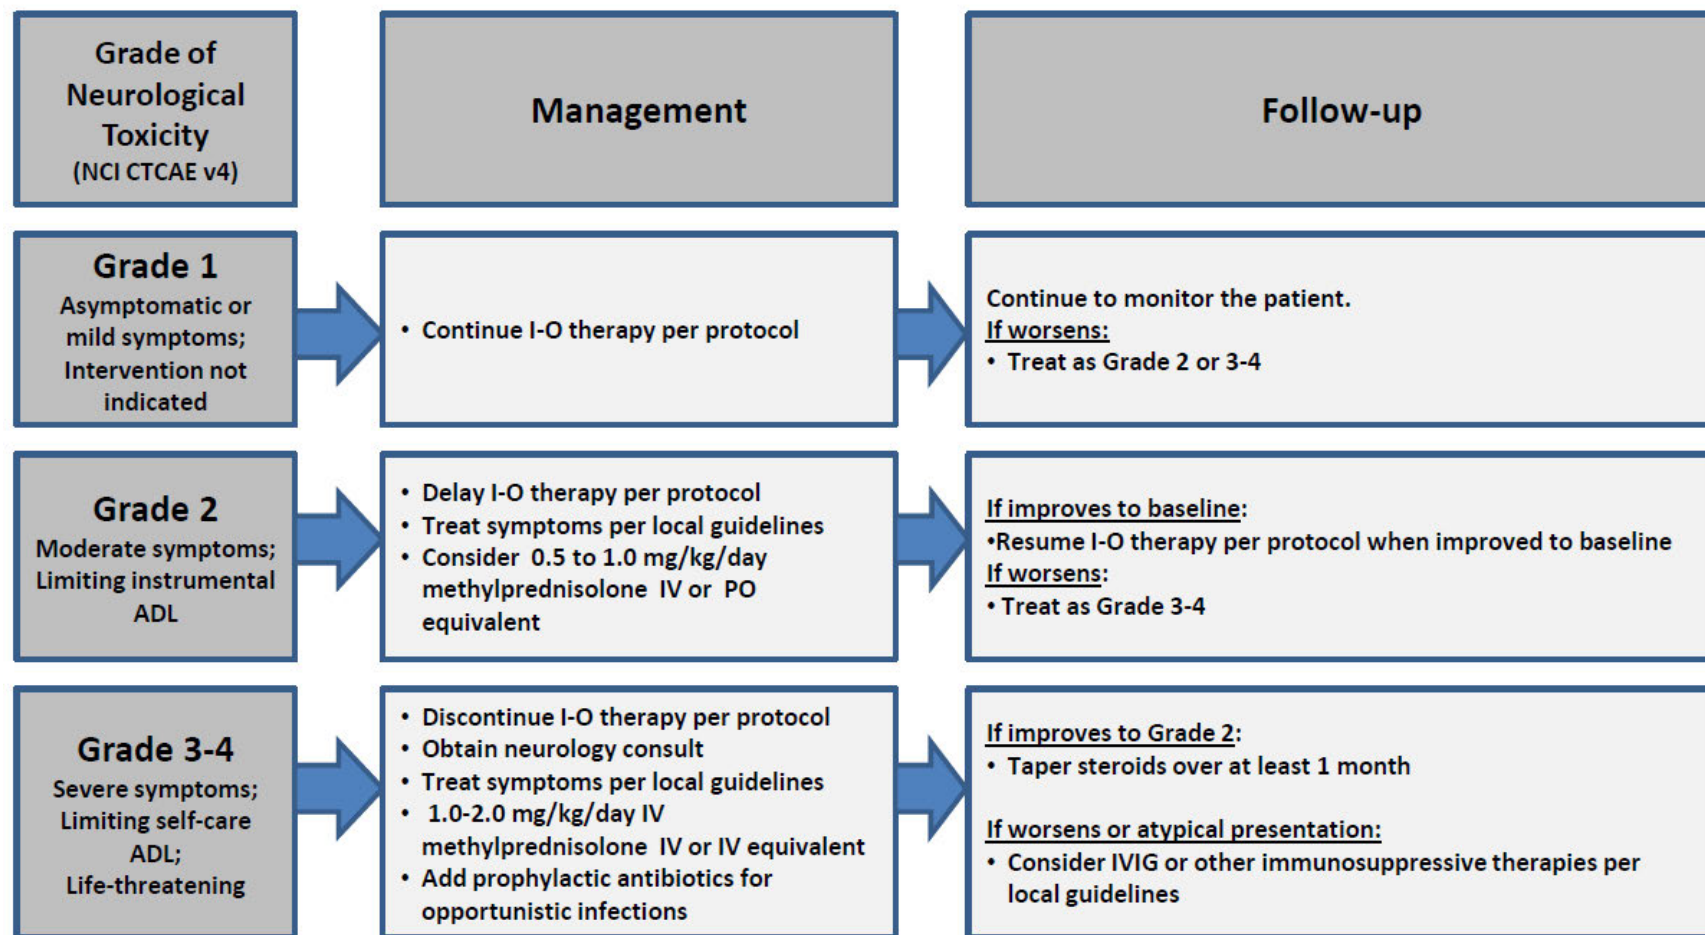 Grade of
Neurological
Toxicity
(NCI CTCAE v4)
Management
Follow-up
Grade 1
Asymptomatic or
mild symptoms;
Intervention not
indicated
• Continue I-O therapy per protocol
Continue to monitor the patient.
If worsens:
• Treat as Grade 2 or 3-4
Grade 2
Moderate symptoms;
Limiting instrumental
ADL
• Delay I-O therapy per protocol
• Treat symptoms per local guidelines
• Consider 0.5 to 1.0 mg/kg/day
methylprednisolone IV or PO
equivalent
If improves to baseline:
•Resume I-O therapy per protocol when improved to baseline
If worsens:
• Treat as Grade 3-4
Grade 3-4
Severe symptoms;
Limiting self-care
ADL;
Life-threatening
• Discontinue I-O therapy per protocol
• Obtain neurology consult
• Treat symptoms per local guidelines
• 1.0-2.0 mg/kg/day IV
methylprednisolone IV or IV equivalent
• Add prophylactic antibiotics for
opportunistic infections
If improves to Grade 2:
• Taper steroids over at least 1 month
If worsens or atypical presentation:
• Consider IVIG or other immunosuppressive therapies per
local guidelines